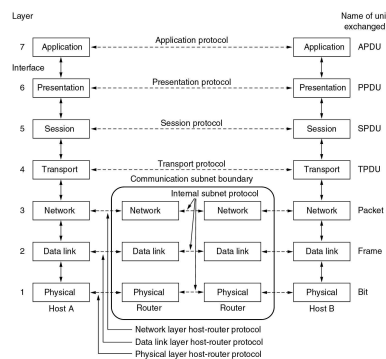 Layer
Name of uni
exchanged
Application protocol
7 Application Application APDU
Interface
Presentation protocol
6 Presentation Presentation PPDU
Session protocol
5 Session Session SPDU
Transport protocol
4 Transport Transport TPDU
Communication subnet boundary
Internal subnet protocol
3 Network Network Network Network Packet
2 Data link Data link Data link Data link Frame
1 Physical Physical Physical Physical Bit
Host A Router Router Host B
Network layer host-router protocol
Data link layer host-router protocol
Physical layer host-router protocol